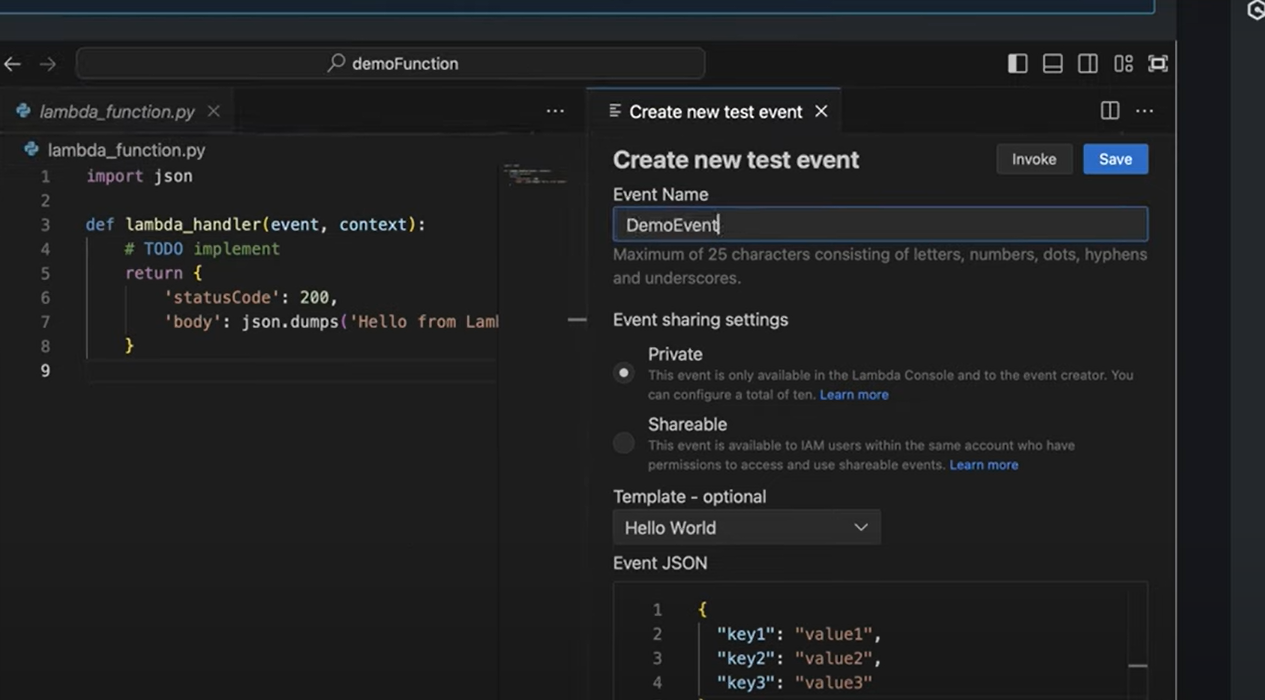 demoFunction
lambda_function.py
lambda_function.py
1 import json
2
3 def lambda_handler(event, context):
4 # TODO implement
5 return {
6 'statusCode': 200,
7 'body': json.dumps('Hello from Lam
8 }
9
Create new test event
Create new test event
Invoke
Save
Event Name
DemoEvent
Maximum of 25 characters consisting of letters, numbers, dots, hyphens
and underscores.
Event sharing settings
Private
This event is only available in the Lambda Console and to the event creator. You
can configure a total of ten. Learn more
Shareable
This event is available to IAM users within the same account who have
permissions to access and use shareable events. Learn more
Template - optional
Hello World
Event JSON
1 {
2 "key1": "value1",
3 "key2": "value2",
4 "key3": "value3"